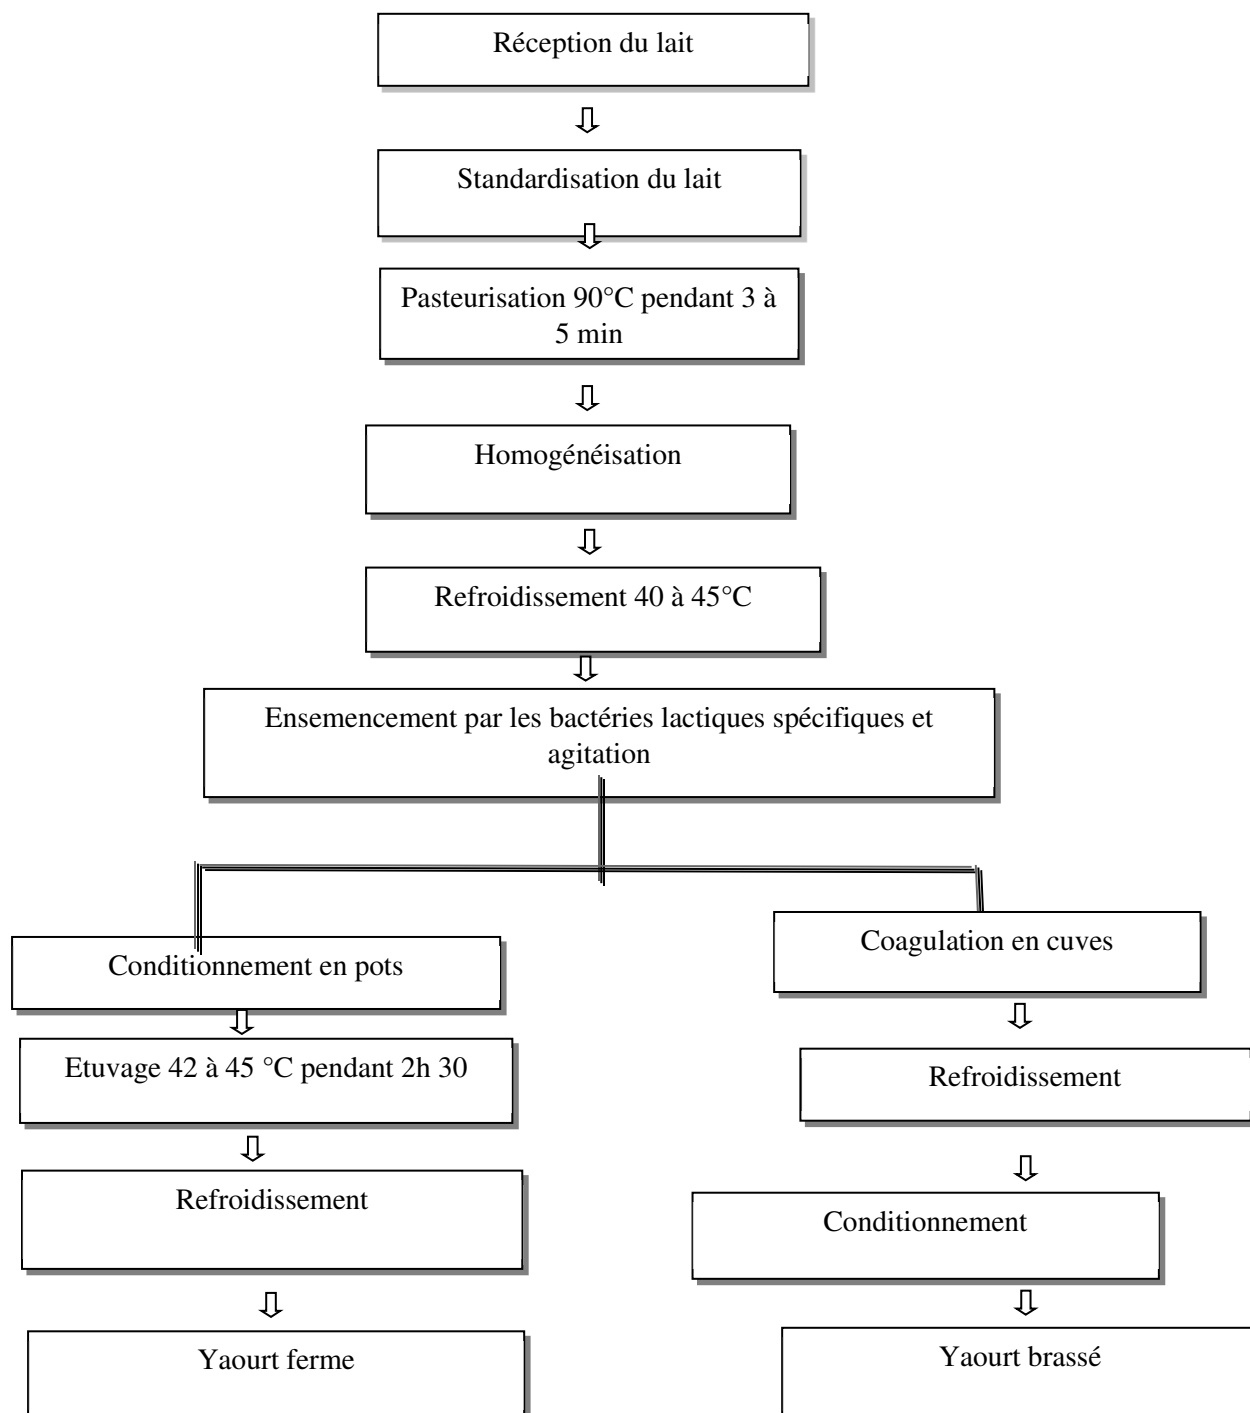 Réception du lait
Standardisation du lait
Pasteurisation 90°C pendant 3 à
5 min
Homogénéisation
Refroidissement 40 à 45°C
Ensemencement par les bactéries lactiques spécifiques et
agitation
Conditionnement en pots
Etuvage 42 à 45 °C pendant 2h 30
Refroidissement
Yaourt ferme
Coagulation en cuves
Refroidissement
Conditionnement
Yaourt brassé